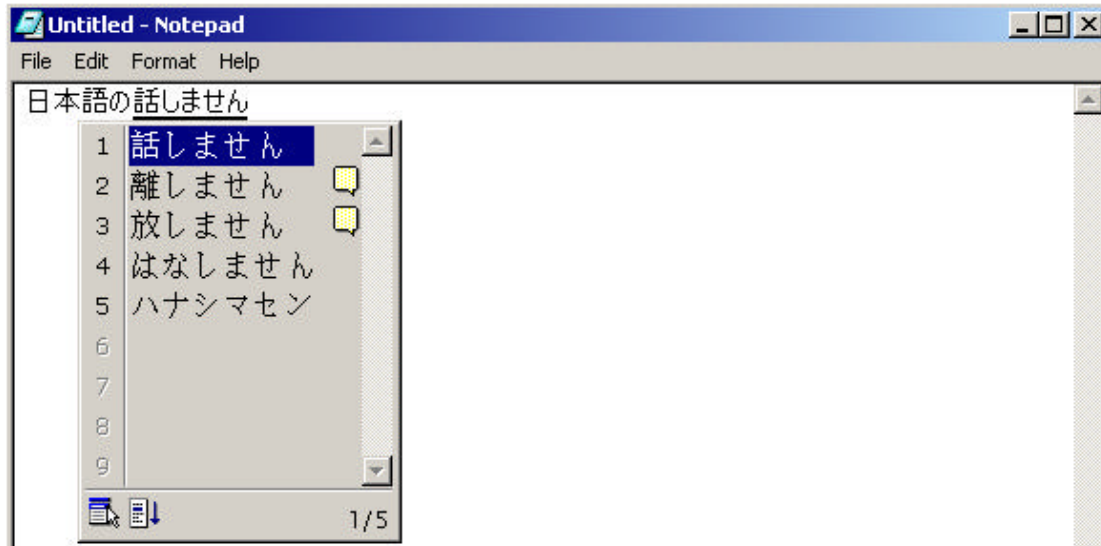 Untitled - Notepad
File Edit Format Help
日本語の話しません
1 話しません
2 離しません
3 放しません
4 はなしません
5 ハナシマセン
6
7
8
9
1/5